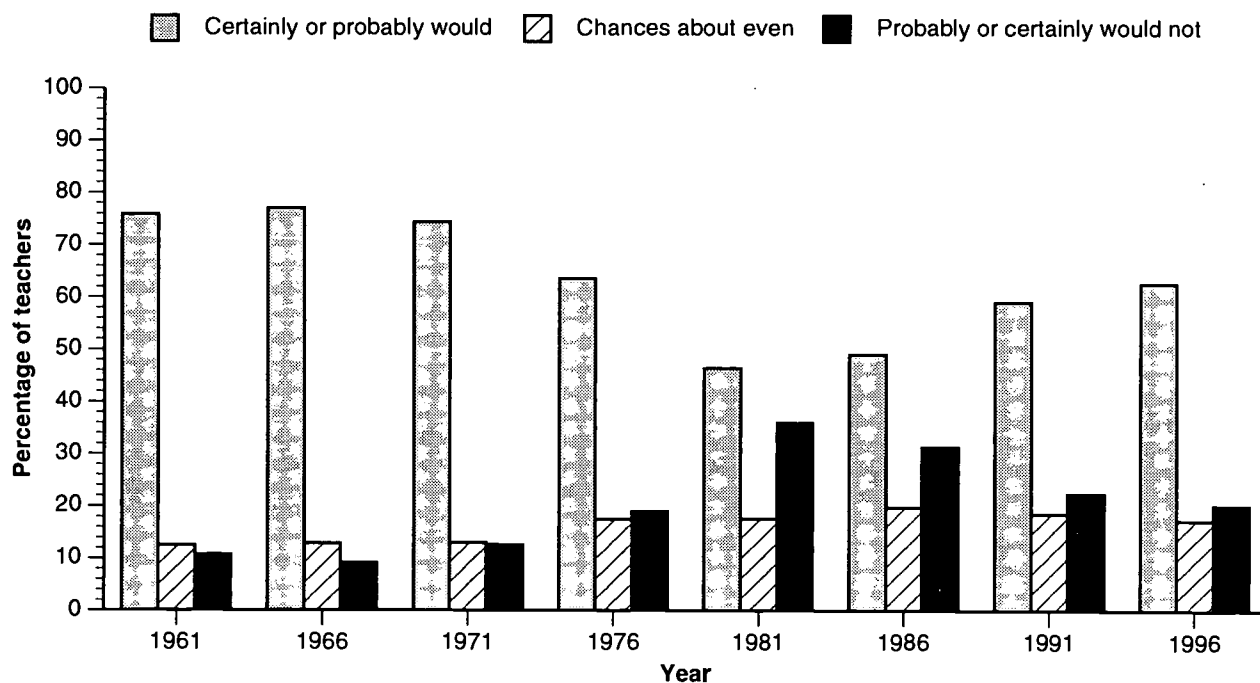 Certainly or probably would Chances about even Probably or certainly would not
100
90
80
70
60
50
40
30
20
10
0
Percentage of teachers
1961 1966 1971 1976 1981 1986 1991 1996
Year